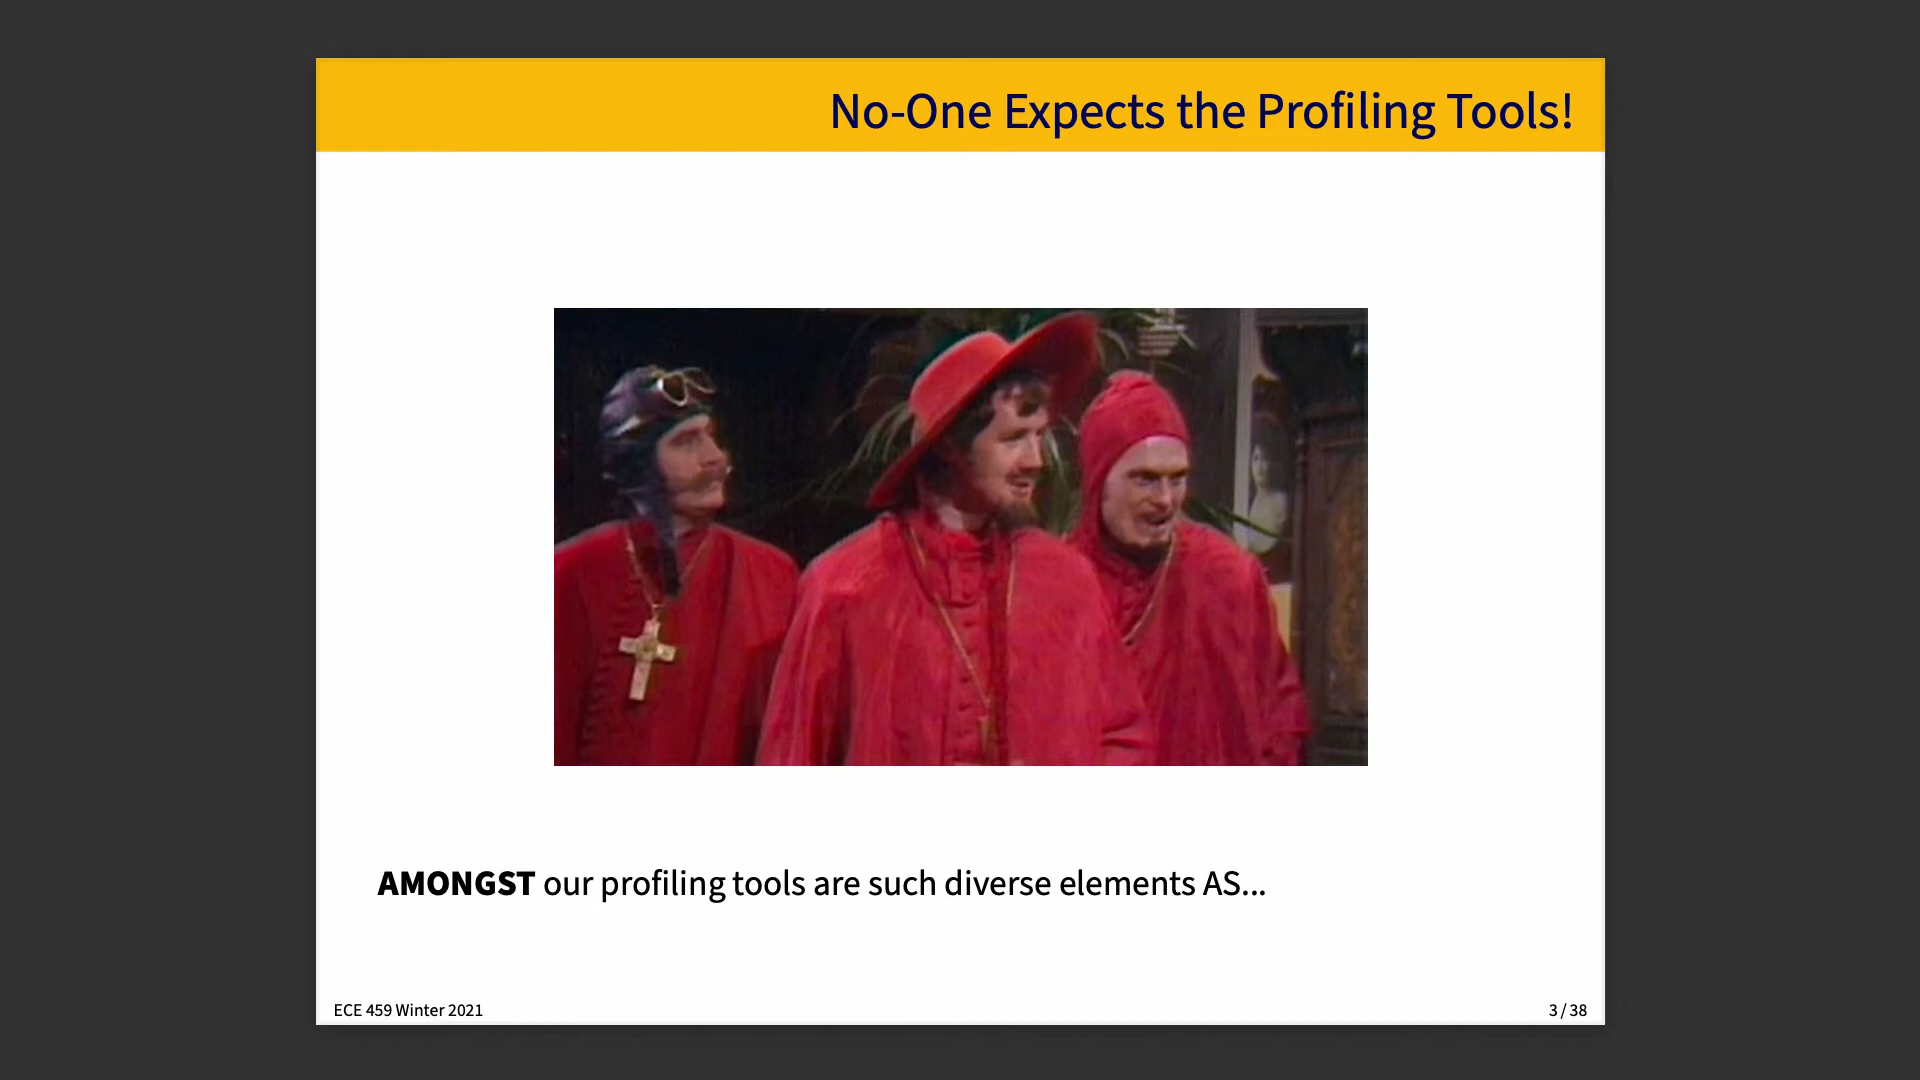 No-One Expects the Profiling Tools!
AMONGST our profiling tools are such diverse elements AS...
ECE 459 Winter 2021
3 / 38